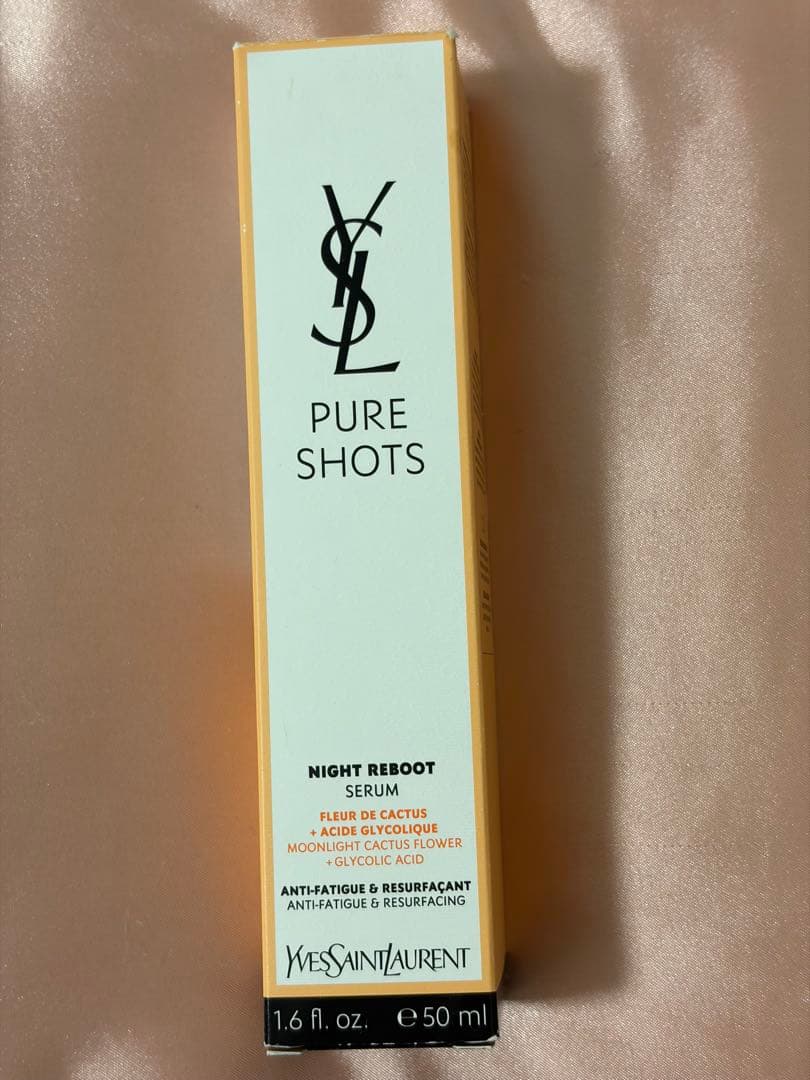 YSL
PURE
SHOTS
NIGHT REBOOT
SERUM
FLEUR DE CACTUS
+ ACIDE GLYCOLIQUE
MOONLIGHT CACTUS FLOWER
+ GLYCOLIC ACID
ANTI-FATIGUE & RESURFAÇANT
ANTI-FATIGUE & RESURFACING
YVESSAINTLAURENT
1.6 fl. oz. ℮ 50 ml